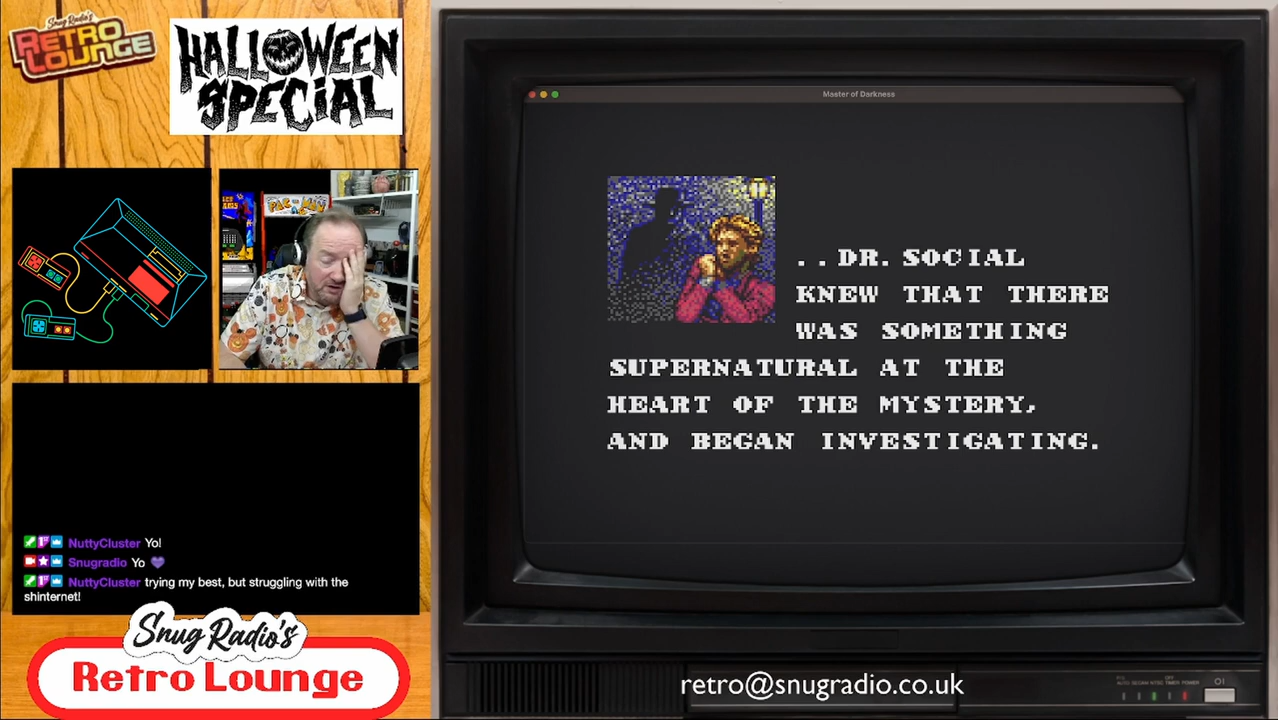 Snug Radio's
RETRO
LOUNGE
HALLOWEEN
SPECIAL
PAC-MAN
NuttyCluster Yo!
Snugradio Yo
NuttyCluster trying my best, but struggling with the
shinternet!
Snug Radio's
Retro Lounge
Master of Darkness
..DR. SOCIAL
KNEW THAT THERE
WAS SOMETHING
SUPERNATURAL AT THE
HEART OF THE MYSTERY,
AND BEGAN INVESTIGATING.
retro@snugradio.co.uk